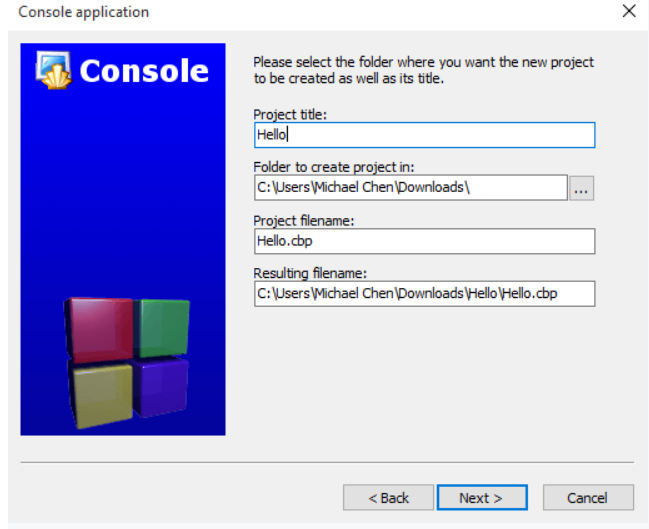 Console application
Console
Please select the folder where you want the new project
to be created as well as its title.
Project title:
Hello
Folder to create project in:
C:\Users\Michael Chen\Downloads\
...
Project filename:
Hello.cbp
Resulting filename:
C:\Users\Michael Chen\Downloads\Hello\Hello.cbp
< Back Next > Cancel